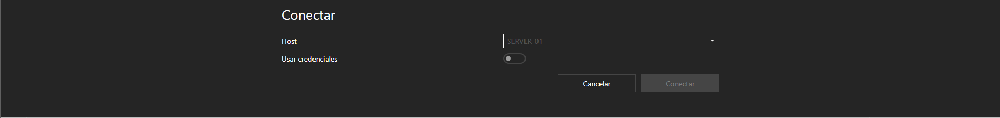 Conectar
Host
SERVER-01
Usar credenciales
Cancelar
Conectar